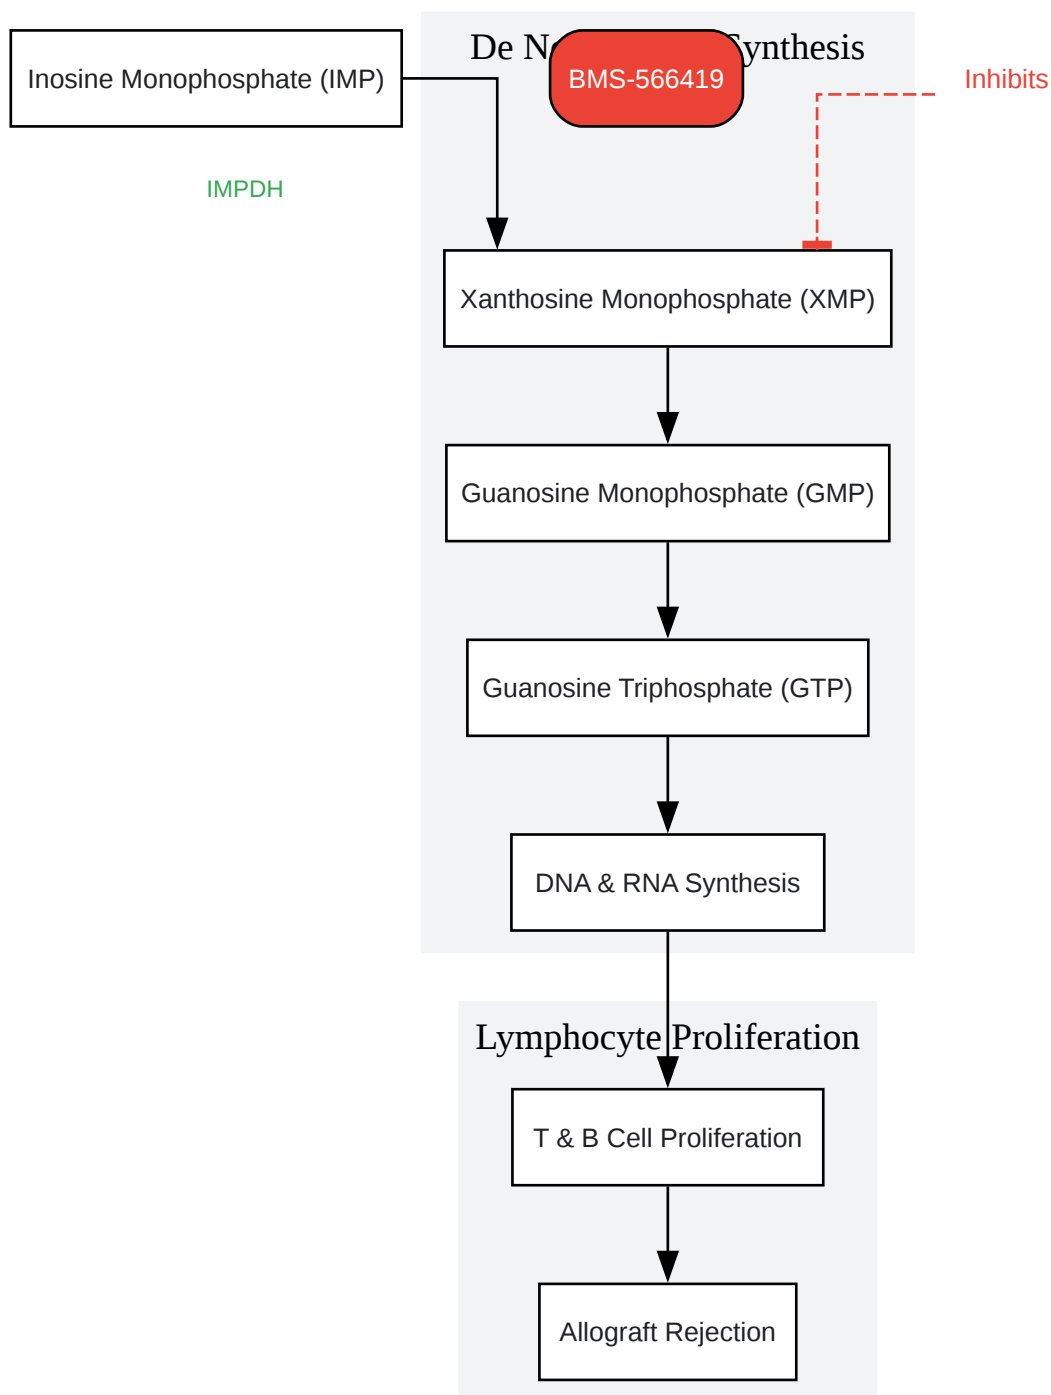 De N ynthesis
Inosine Monophosphate (IMP)
BMS-566419
Inhibits
IMPDH
Xanthosine Monophosphate (XMP)
Guanosine Monophosphate (GMP)
Guanosine Triphosphate (GTP)
DNA & RNA Synthesis
Lymphocyte Proliferation
T & B Cell Proliferation
Allograft Rejection